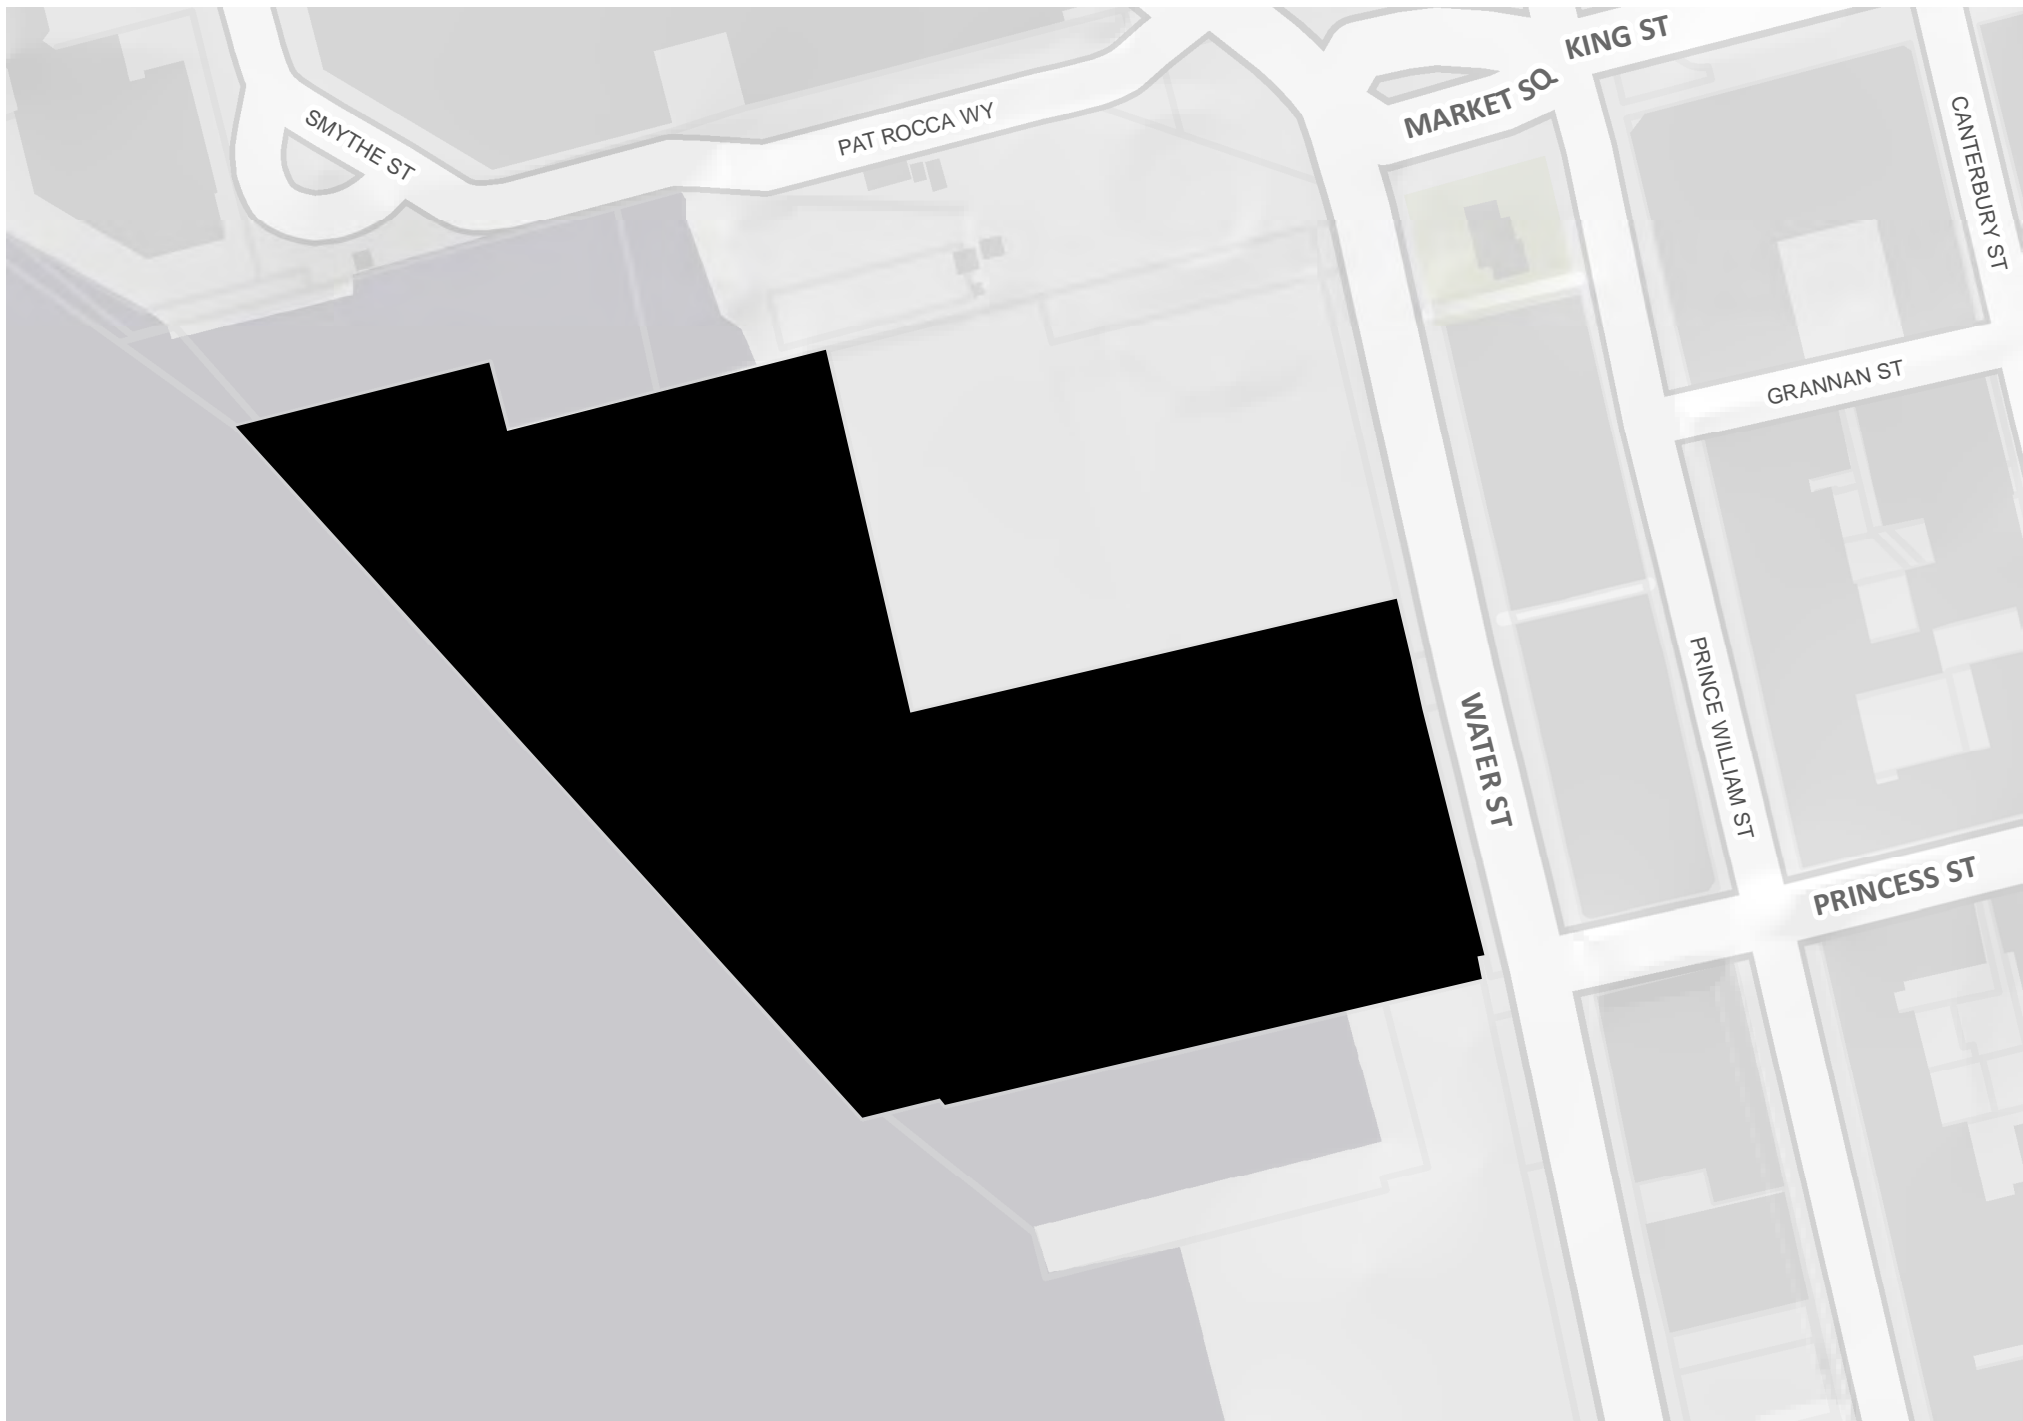 KING ST
MARKET SQ
SMYTHE ST
PAT ROCCA WY
CANTERBURY ST
GRANNAN ST
PRINCE WILLIAM ST
WATER ST
PRINCESS ST